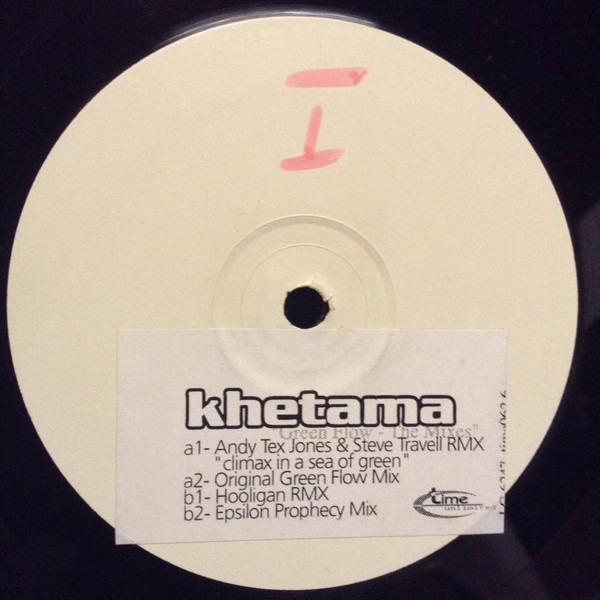 I
khetama
"Green Flow - The Mixes"
a1- Andy Tex Jones & Steve Travell RMX
"climax in a sea of green"
a2- Original Green Flow Mix
b1- Hooligan RMX
b2- Epsilon Prophecy Mix
time
unlimited